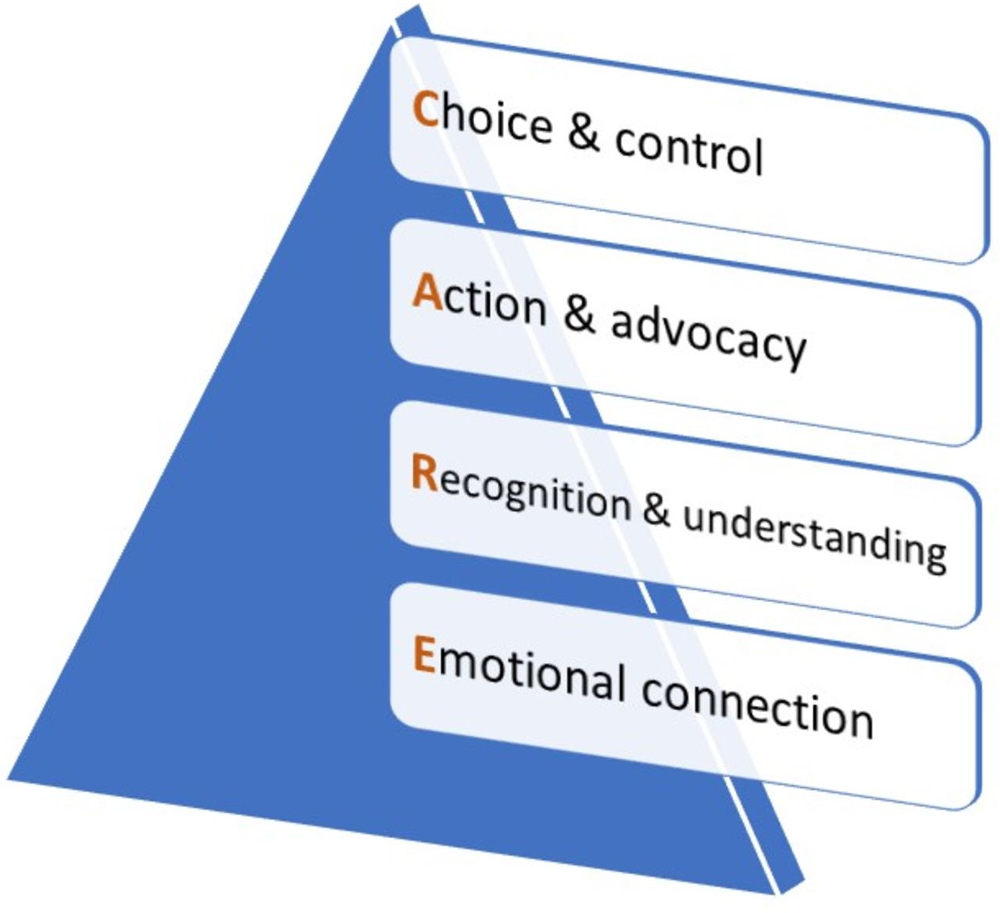 Choice & control
Action & advocacy
Recognition & understanding
Emotional connection